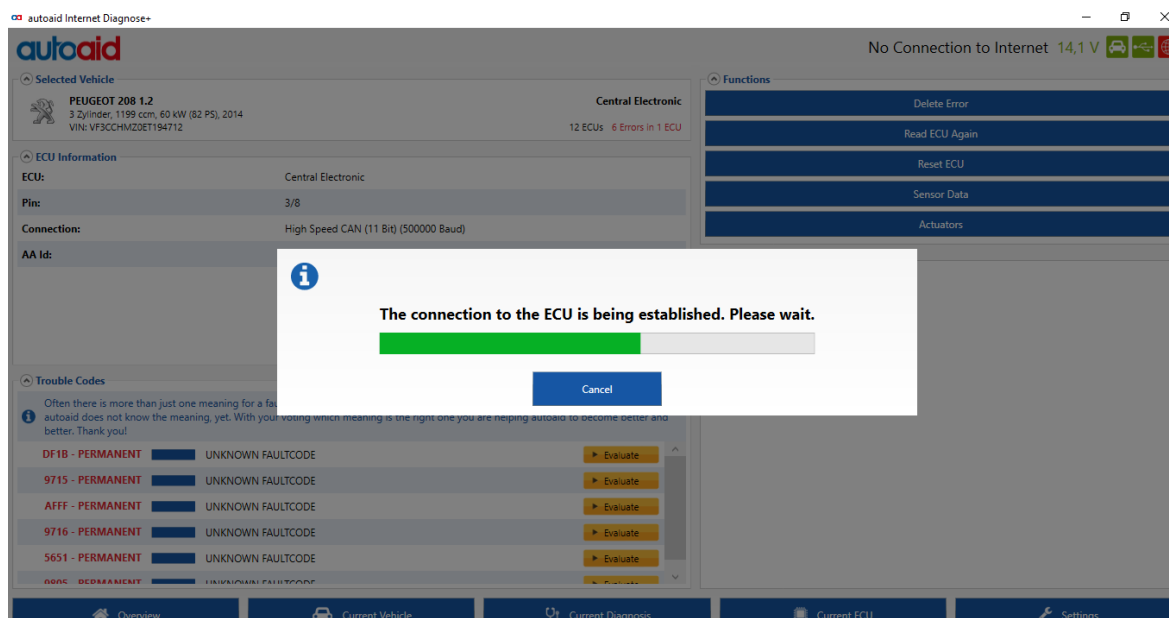 autoaid Internet Diagnose+
autoaid
No Connection to Internet 14,1 V
Selected Vehicle
PEUGEOT 208 1.2
3 Zylinder, 1199 ccm, 60 kW (82 PS), 2014
VIN: VF3CCHMZ0ET194712
Central Electronic
12 ECUs 6 Errors in 1 ECU
Functions
Delete Error
Read ECU Again
Reset ECU
Sensor Data
Actuators
ECU Information
ECU: Central Electronic
Pin: 3/8
Connection: High Speed CAN (11 Bit) (500000 Baud)
AA Id:
The connection to the ECU is being established. Please wait.
Cancel
Trouble Codes
Often there is more than just one meaning for a
autoaid does not know the meaning, yet. With your voting which meaning is the right one you are helping autoaid to become better and
better. Thank you!
DF1B - PERMANENT UNKNOWN FAULTCODE Evaluate
9715 - PERMANENT UNKNOWN FAULTCODE Evaluate
AFFF - PERMANENT UNKNOWN FAULTCODE Evaluate
9716 - PERMANENT UNKNOWN FAULTCODE Evaluate
5651 - PERMANENT UNKNOWN FAULTCODE Evaluate
9805 - PERMANENT UNKNOWN FAULTCODE Evaluate
Overview
Current Vehicle
Current Diagnosis
Current ECU
Settings